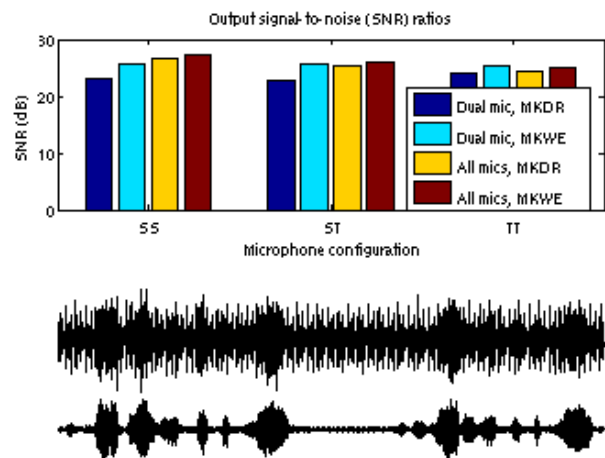 Output signal-to-noise (SNR) ratios
30
20
10
0
SNR (dB)
SS
ST
TT
Microphone configuration
Dual mic, MKDR
Dual mic, MKWE
All mics, MKDR
All mics, MKWE